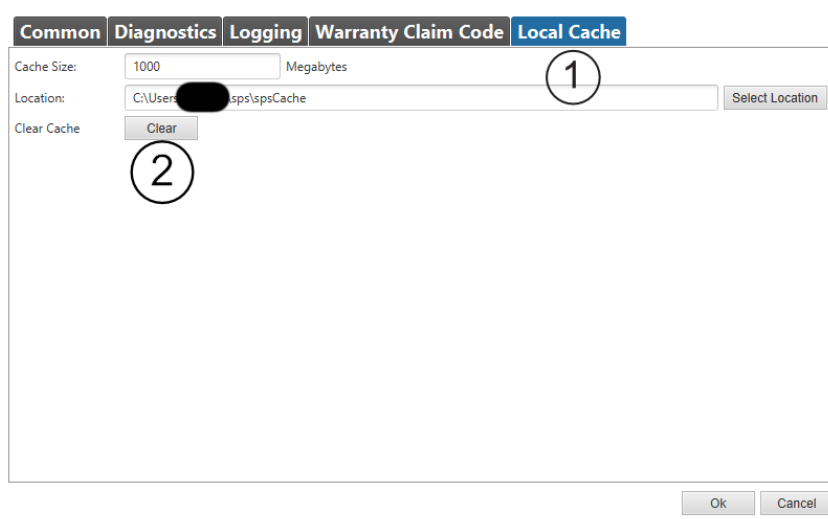 Common Diagnostics Logging Warranty Claim Code Local Cache
1
Cache Size: 1000 Megabytes
Location: C:\Users \sps\spsCache Select Location
Clear Cache Clear
2
Ok Cancel